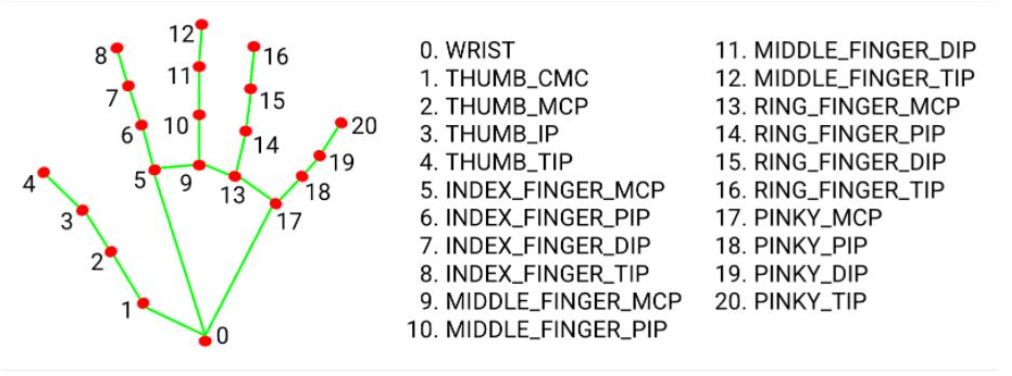 12
8
16
11
7
15
10
6
20
14
19
5
9
4
13
18
3
17
2
1
0
0. WRIST
1. THUMB_CMC
2. THUMB_MCP
3. THUMB_IP
4. THUMB_TIP
5. INDEX_FINGER_MCP
6. INDEX_FINGER_PIP
7. INDEX_FINGER_DIP
8. INDEX_FINGER_TIP
9. MIDDLE_FINGER_MCP
10. MIDDLE_FINGER_PIP
11. MIDDLE_FINGER_DIP
12. MIDDLE_FINGER_TIP
13. RING_FINGER_MCP
14. RING_FINGER_PIP
15. RING_FINGER_DIP
16. RING_FINGER_TIP
17. PINKY_MCP
18. PINKY_PIP
19. PINKY_DIP
20. PINKY_TIP